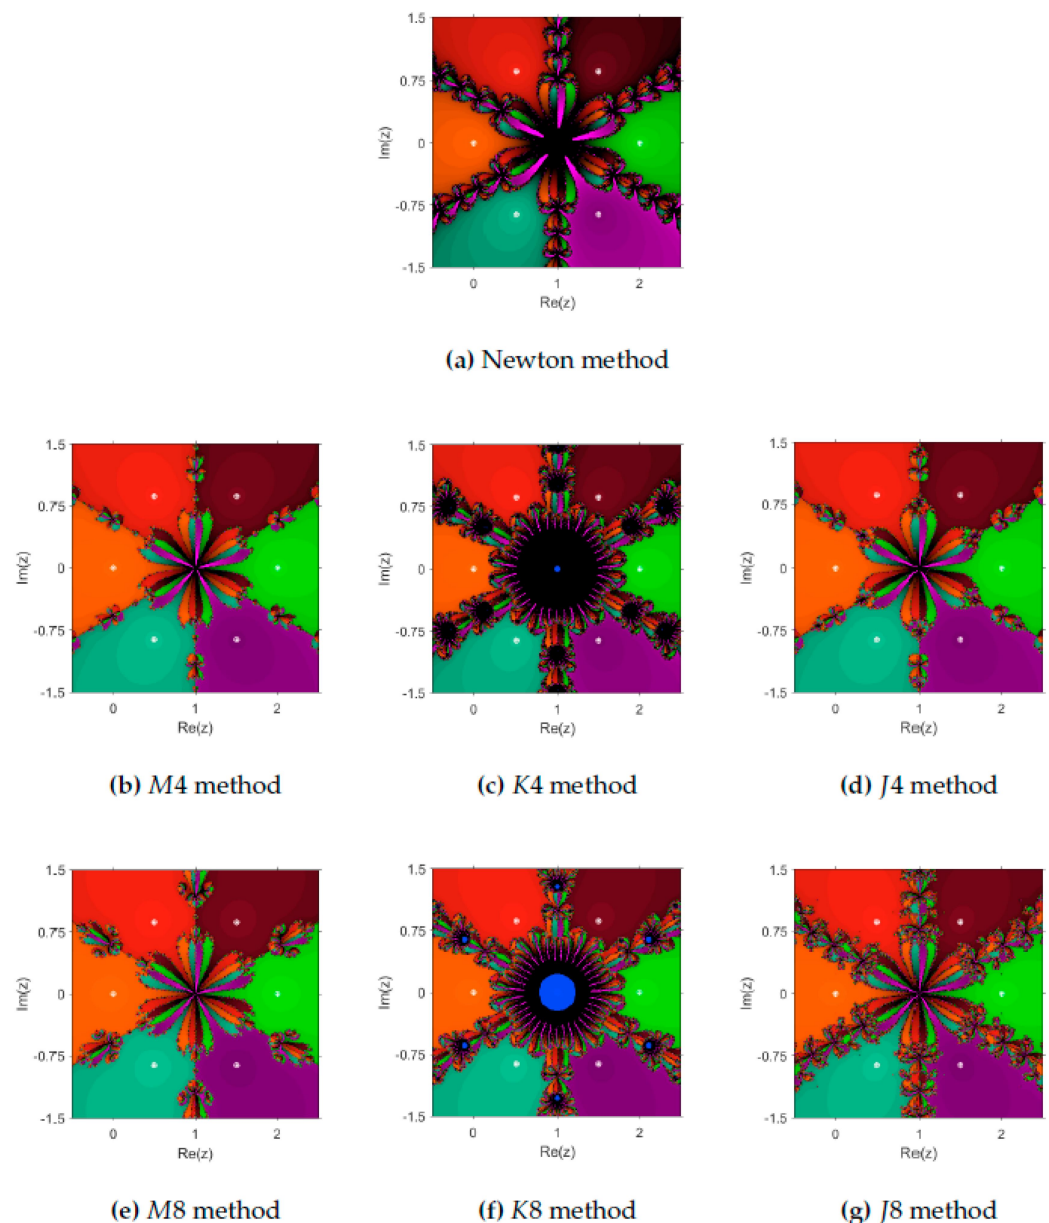 1.5
0.75
0
-0.75
-1.5
Im(z)
0 1 2
Re(z)
(a) Newton method
1.5
0.75
0
-0.75
-1.5
Im(z)
0 1 2
Re(z)
(b) M4 method
1.5
0.75
0
-0.75
-1.5
Im(z)
0 1 2
Re(z)
(c) K4 method
1.5
0.75
0
-0.75
-1.5
Im(z)
0 1 2
Re(z)
(d) J4 method
1.5
0.75
0
-0.75
-1.5
Im(z)
0 1 2
Re(z)
(e) M8 method
1.5
0.75
0
-0.75
-1.5
Im(z)
0 1 2
Re(z)
(f) K8 method
1.5
0.75
0
-0.75
-1.5
Im(z)
0 1 2
Re(z)
(g) J8 method